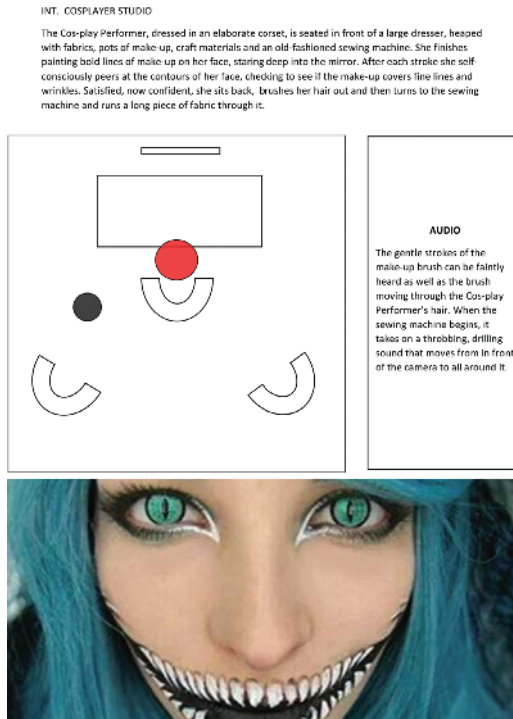 INT.  COSPLAYER STUDIO
The Cos-play Performer, dressed in an elaborate corset, is seated in front of a large dresser, heaped
with fabrics, pots of make-up, craft materials and an old-fashioned sewing machine. She finishes
painting bold lines of make-up on her face, staring deep into the mirror. After each stroke she self-
consciously peers at the contours of her face, checking to see if the make-up covers fine lines and
wrinkles. Satisfied, now confident, she sits back,  brushes her hair out and then turns to the sewing
machine and runs a long piece of fabric through it.
AUDIO
The gentle strokes of the
make-up brush can be faintly
heard as well as the brush
moving through the Cos-play
Performer's hair. When the
sewing machine begins, it
takes on a throbbing, drilling
sound that moves from in front
of the camera to all around it.